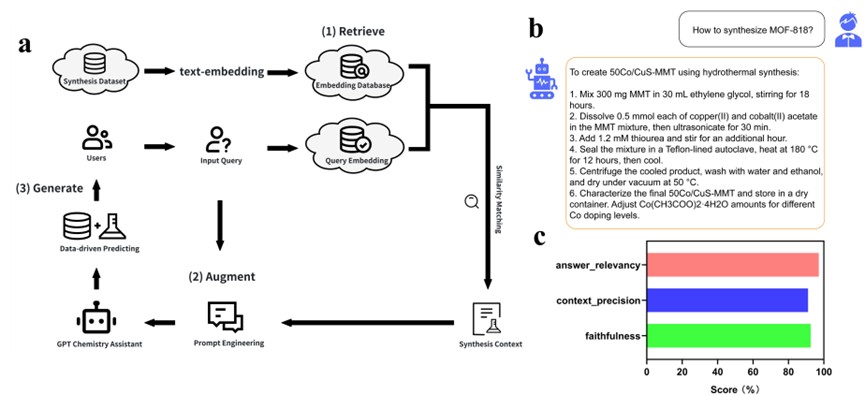 a
(1) Retrieve
Synthesis Dataset
text-embedding
Embedding Database
Users
Input Query
Query Embedding
Similarity Matching
(3) Generate
Data-driven Predicting
(2) Augment
GPT Chemistry Assistant
Prompt Engineering
Synthesis Context
b
How to synthesize MOF-818?
To create 50Co/CuS-MMT using hydrothermal synthesis:
1. Mix 300 mg MMT in 30 mL ethylene glycol, stirring for 18
hours.
2. Dissolve 0.5 mmol each of copper(II) and cobalt(II) acetate
in the MMT mixture, then ultrasonicate for 30 min.
3. Add 1.2 mM thiourea and stir for an additional hour.
4. Seal the mixture in a Teflon-lined autoclave, heat at 180 °C
for 12 hours, then cool.
5. Centrifuge the cooled product, wash with water and ethanol,
and dry under vacuum at 50 °C.
6. Characterize the final 50Co/CuS-MMT and store in a dry
container. Adjust Co(CH3COO)2·4H2O amounts for different
Co doping levels.
c
answer_relevancy
context_precision
faithfulness
0 20 40 60 80 100
Score (%)